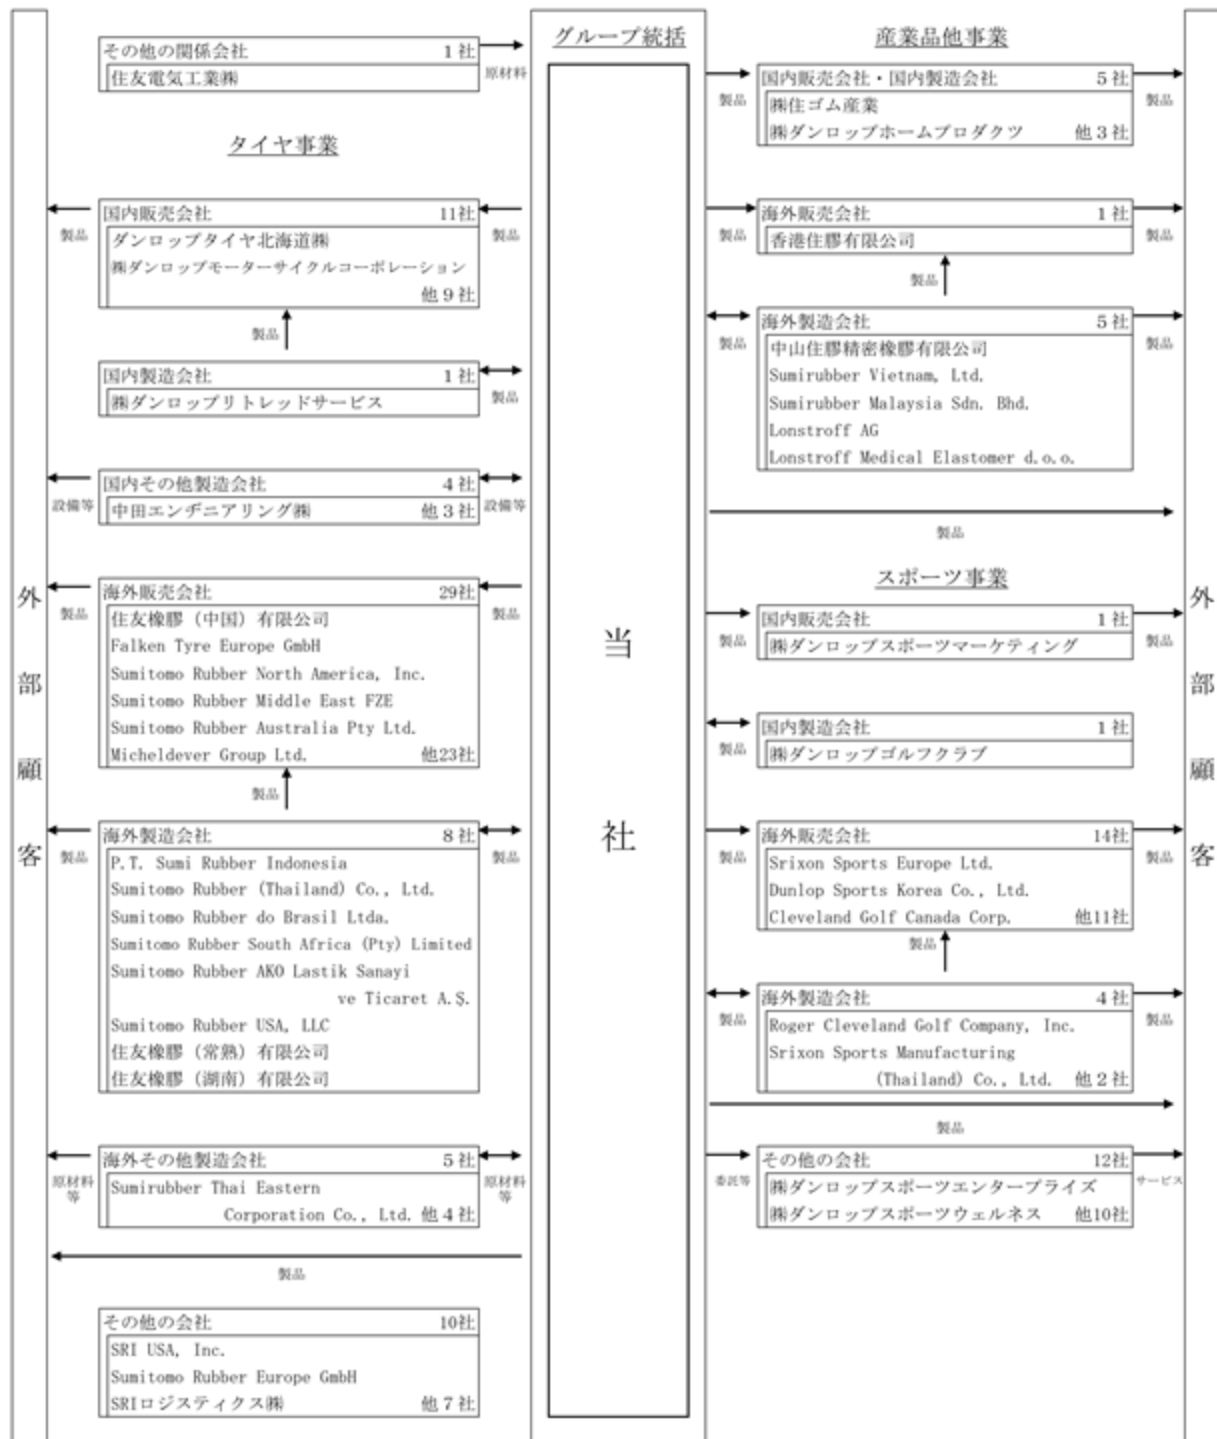 その他の関係会社 1社
住友電気工業㈱
原材料
タイヤ事業
国内販売会社 11社
ダンロップタイヤ北海道㈱
㈱ダンロップモーターサイクルコーポレーション
他9社
製品
製品
製品
国内製造会社 1社
㈱ダンロップリトレッドサービス
製品
国内その他製造会社 4社
中田エンヂニアリング㈱ 他3社
設備等
設備等
海外販売会社 29社
住友橡膠（中国）有限公司
Falken Tyre Europe GmbH
Sumitomo Rubber North America, Inc.
Sumitomo Rubber Middle East FZE
Sumitomo Rubber Australia Pty Ltd.
Micheldever Group Ltd. 他23社
製品
製品
製品
海外製造会社 8社
P.T. Sumi Rubber Indonesia
Sumitomo Rubber (Thailand) Co., Ltd.
Sumitomo Rubber do Brasil Ltda.
Sumitomo Rubber South Africa (Pty) Limited
Sumitomo Rubber AKO Lastik Sanayi
ve Ticaret A.Ş.
Sumitomo Rubber USA, LLC
住友橡膠（常熟）有限公司
住友橡膠（湖南）有限公司
製品
製品
海外その他製造会社 5社
Sumirubber Thai Eastern
Corporation Co., Ltd. 他4社
原材料
等
原材料
等
製品
その他の会社 10社
SRI USA, Inc.
Sumitomo Rubber Europe GmbH
SRIロジスティクス㈱ 他7社
外部顧客
グループ統括
当社
産業品他事業
国内販売会社・国内製造会社 5社
㈱住ゴム産業
㈱ダンロップホームプロダクツ 他3社
製品
製品
海外販売会社 1社
香港住膠有限公司
製品
製品
製品
海外製造会社 5社
中山住膠精密橡膠有限公司
Sumirubber Vietnam, Ltd.
Sumirubber Malaysia Sdn. Bhd.
Lonstroff AG
Lonstroff Medical Elastomer d.o.o.
製品
製品
製品
スポーツ事業
国内販売会社 1社
㈱ダンロップスポーツマーケティング
製品
製品
国内製造会社 1社
㈱ダンロップゴルフクラブ
製品
海外販売会社 14社
Srixon Sports Europe Ltd.
Dunlop Sports Korea Co., Ltd.
Cleveland Golf Canada Corp. 他11社
製品
製品
製品
海外製造会社 4社
Roger Cleveland Golf Company, Inc.
Srixon Sports Manufacturing
(Thailand) Co., Ltd. 他2社
製品
製品
製品
その他の会社 12社
㈱ダンロップスポーツエンタープライズ
㈱ダンロップスポーツウェルネス 他10社
委託等
サービス
外部顧客